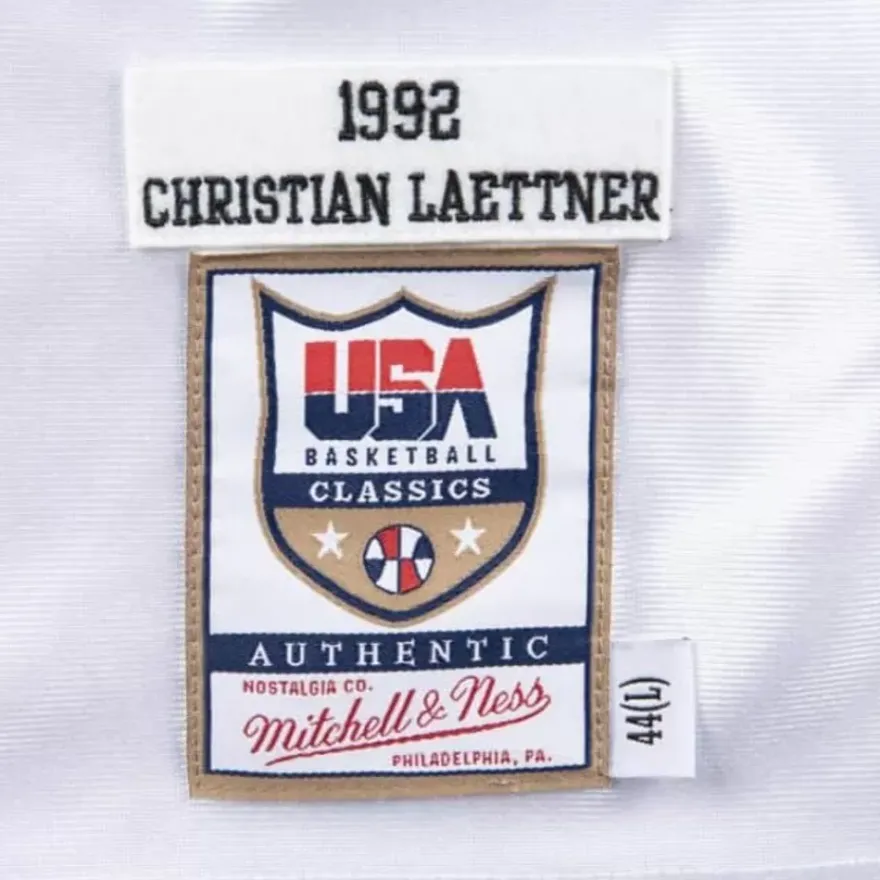 1992
CHRISTIAN LAETTNER
USA
BASKETBALL
CLASSICS
AUTHENTIC
NOSTALGIA CO.
Mitchell & Ness
PHILADELPHIA, PA.
44(L)